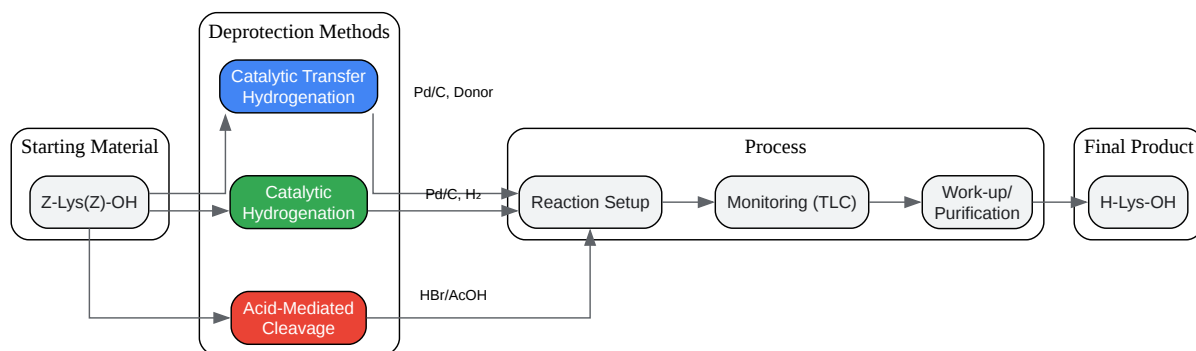 Deprotection Methods
Catalytic Transfer
Hydrogenation
Pd/C, Donor
Starting Material
Process
Final Product
Z-Lys(Z)-OH
Catalytic
Hydrogenation
Pd/C, H₂
Reaction Setup
Monitoring (TLC)
Work-up/
Purification
H-Lys-OH
Acid-Mediated
Cleavage
HBr/AcOH